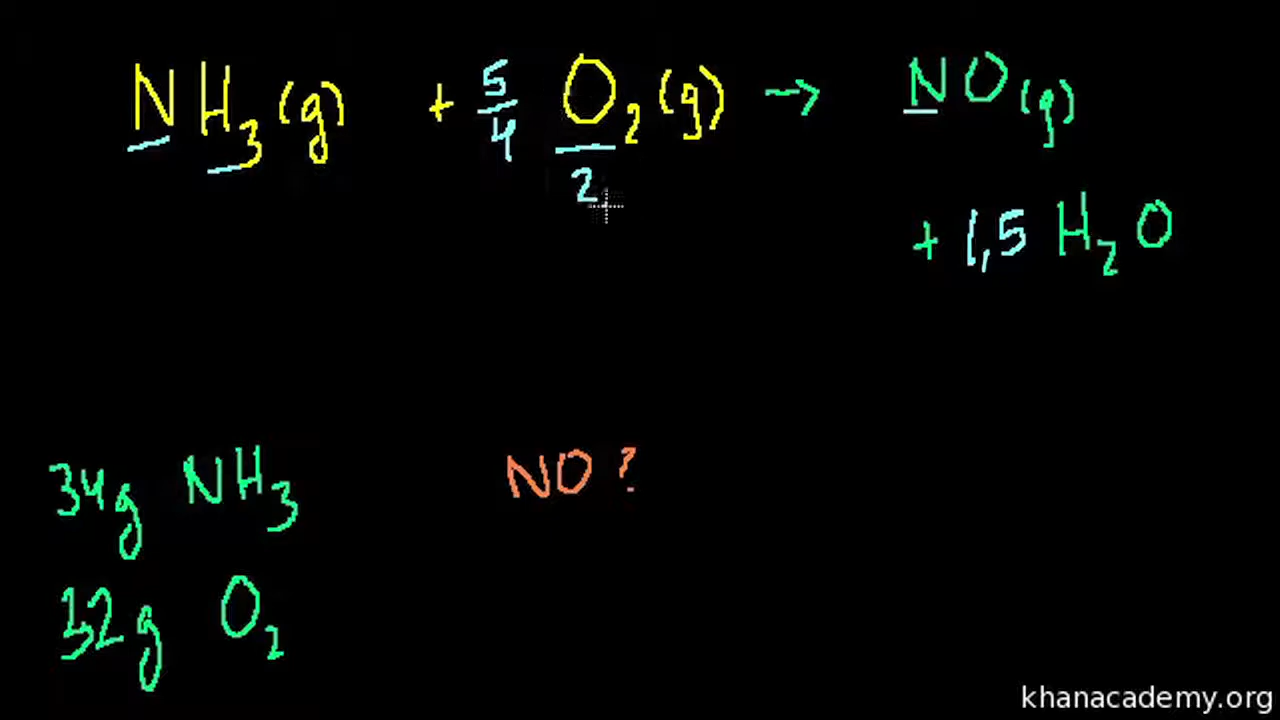 NH₃(g) + 5/4 O₂(g) → NO(g)
2
+ 1,5 H₂O
34g NH₃ NO?
32g O₂
khanacademy.org